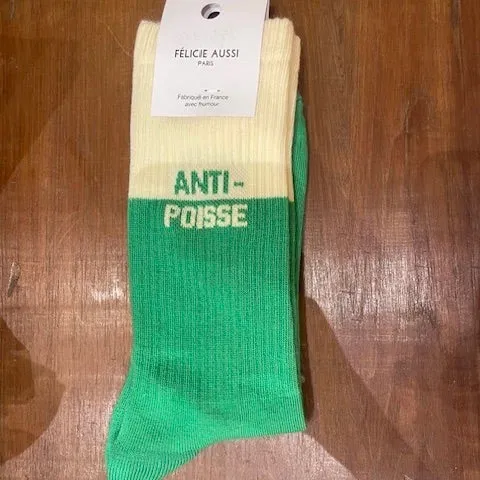 FÉLICIE AUSSI
PARIS
Fabriqué en France
avec humour
ANTI-
POISSE